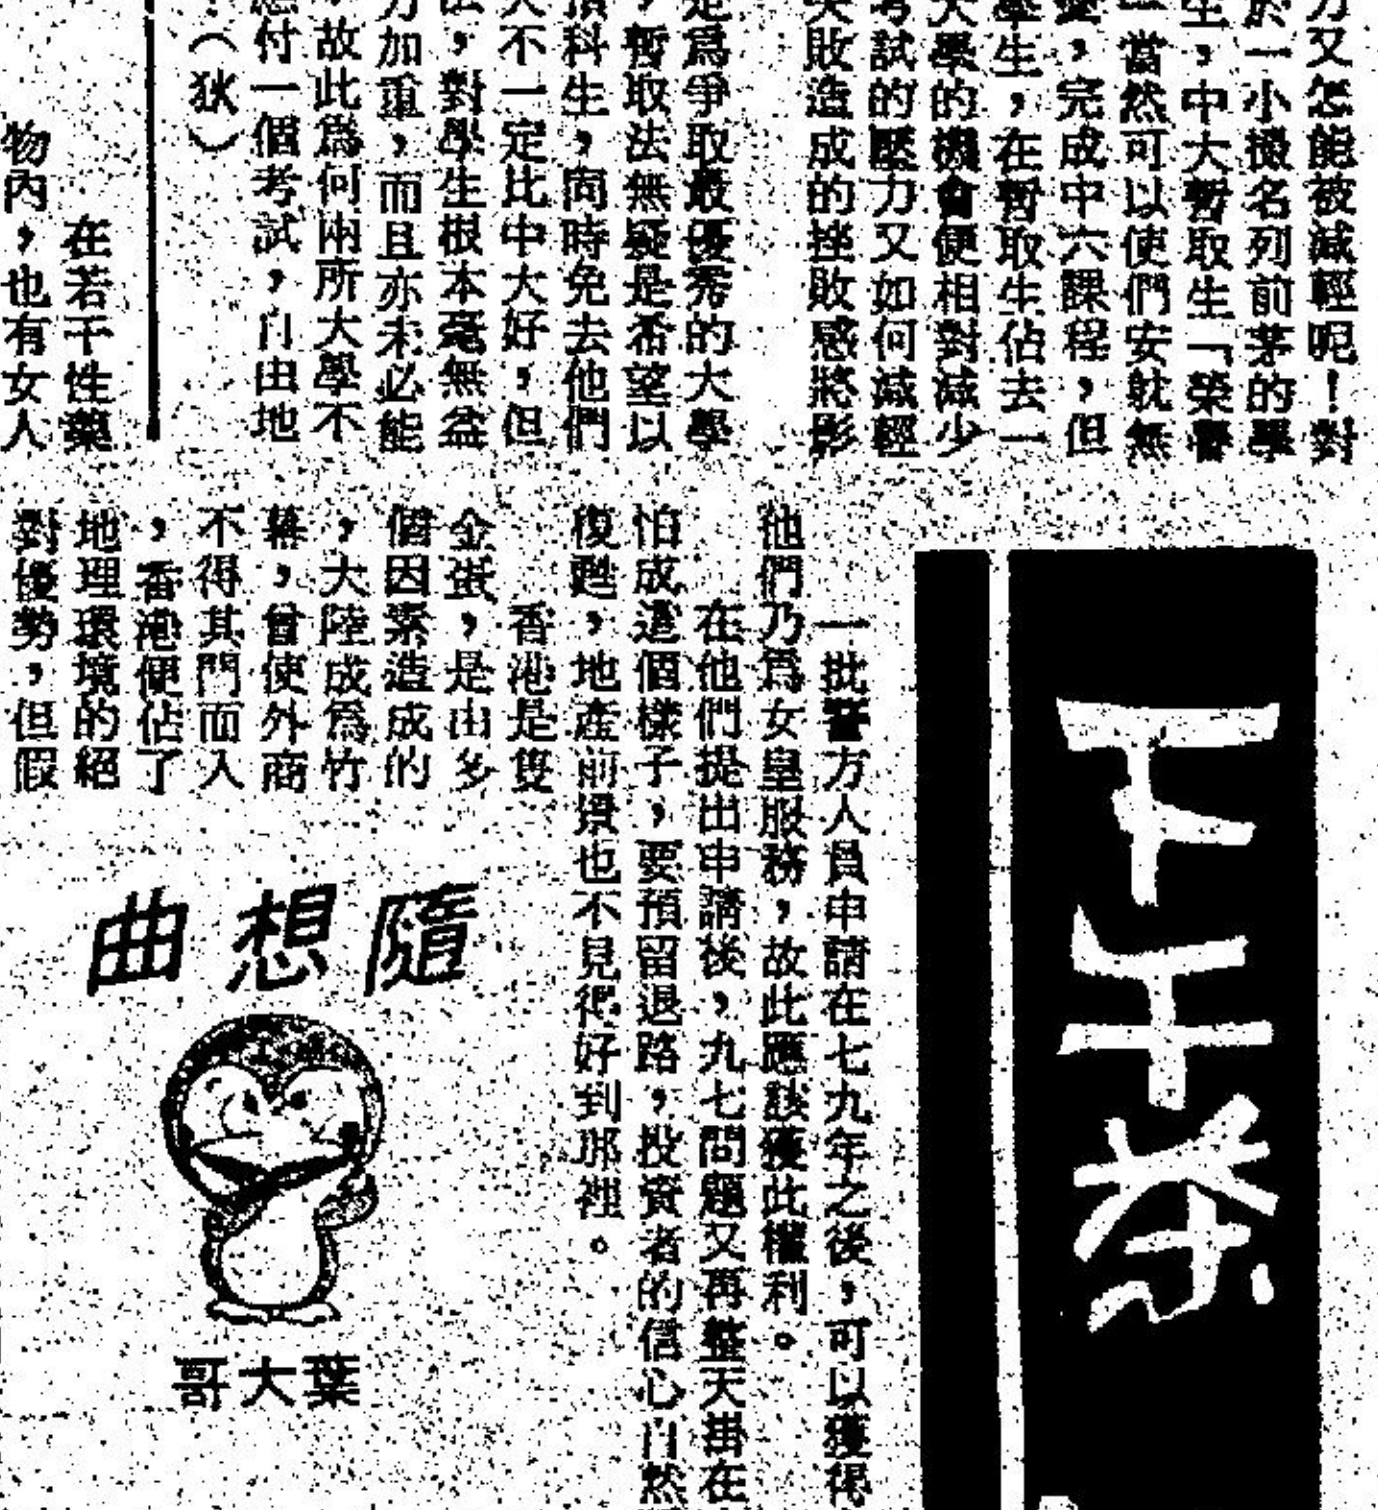 力又怎能被減輕呢！對
於一小撮名列前茅的學
生，中大暫取生「榮譽
一當然可以使們安就無
憂，完成中六課程，但
學生，在暫取生佔去一
大學的機會便相對減少
考試的壓力又如何減輕
失敗造成的挫敗感將影
是爲爭取最優秀的大學
，暫取法無疑是希望以
預科生，同時免去他們
大不一定比中大好，但
法，對學生根本毫無益
力加重，而且亦未必能
，故此爲何兩所大學不
應付一個考試，自由地
！（狄）
在若干性藥
物內，也有女人
下午茶
一批警方人員申請在七九年之後，可以獲得
他們乃爲女皇服務，故此應該獲此權利。
在他們提出申請後，九七問題又再整天掛在
怕成這個樣子，要預留退路，投資者的信心自然
復甦，地產前景也不見得好到那裡。
香港是隻
金蛋，是由多
個因素造成的
，大陸成爲竹
幕，曾使外商
不得其門而入
，香港便佔了
地理環境的絕
對優勢，但假
隨想曲
葉大哥